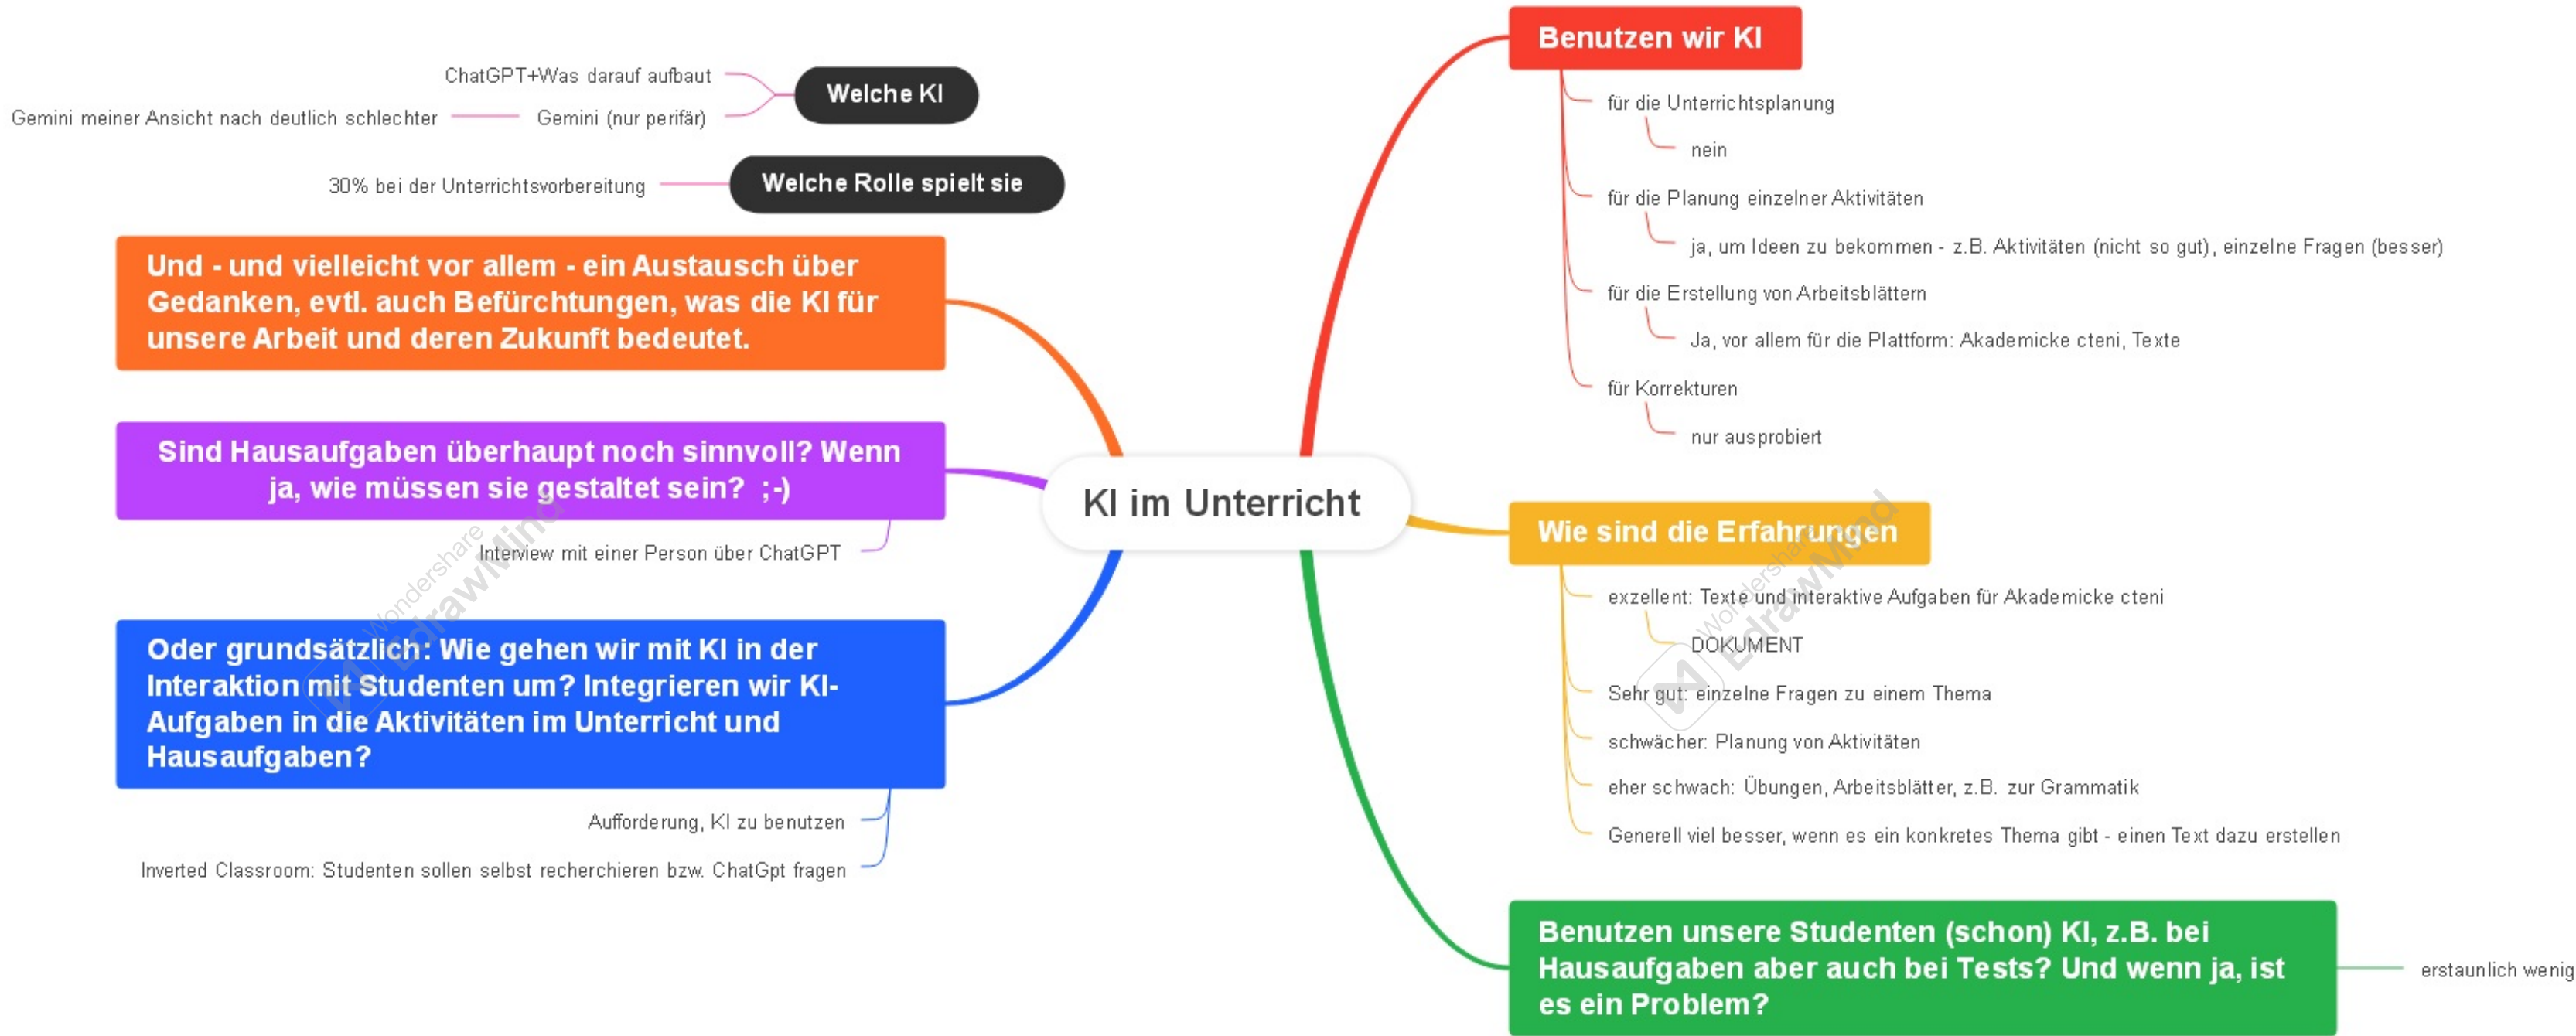 Benutzen wir KI
für die Unterrichtsplanung
nein
für die Planung einzelner Aktivitäten
ja, um Ideen zu bekommen - z.B. Aktivitäten (nicht so gut), einzelne Fragen (besser)
für die Erstellung von Arbeitsblättern
Ja, vor allem für die Plattform: Akademicke cteni, Texte
für Korrekturen
nur ausprobiert
Welche KI
ChatGPT+Was darauf aufbaut
Gemini (nur perifär)
Gemini meiner Ansicht nach deutlich schlechter
Welche Rolle spielt sie
30% bei der Unterrichtsvorbereitung
Und - und vielleicht vor allem - ein Austausch über
Gedanken, evtl. auch Befürchtungen, was die KI für
unsere Arbeit und deren Zukunft bedeutet.
Sind Hausaufgaben überhaupt noch sinnvoll? Wenn
ja, wie müssen sie gestaltet sein?  ;-)
Interview mit einer Person über ChatGPT
KI im Unterricht
Wie sind die Erfahrungen
exzellent: Texte und interaktive Aufgaben für Akademicke cteni
DOKUMENT
Sehr gut: einzelne Fragen zu einem Thema
schwächer: Planung von Aktivitäten
eher schwach: Übungen, Arbeitsblätter, z.B. zur Grammatik
Generell viel besser, wenn es ein konkretes Thema gibt - einen Text dazu erstellen
Oder grundsätzlich: Wie gehen wir mit KI in der
Interaktion mit Studenten um? Integrieren wir KI-
Aufgaben in die Aktivitäten im Unterricht und
Hausaufgaben?
Aufforderung, KI zu benutzen
Inverted Classroom: Studenten sollen selbst recherchieren bzw. ChatGpt fragen
Benutzen unsere Studenten (schon) KI, z.B. bei
Hausaufgaben aber auch bei Tests? Und wenn ja, ist
es ein Problem?
erstaunlich wenig
Wondershare
EdrawMind
Wondershare
EdrawMind